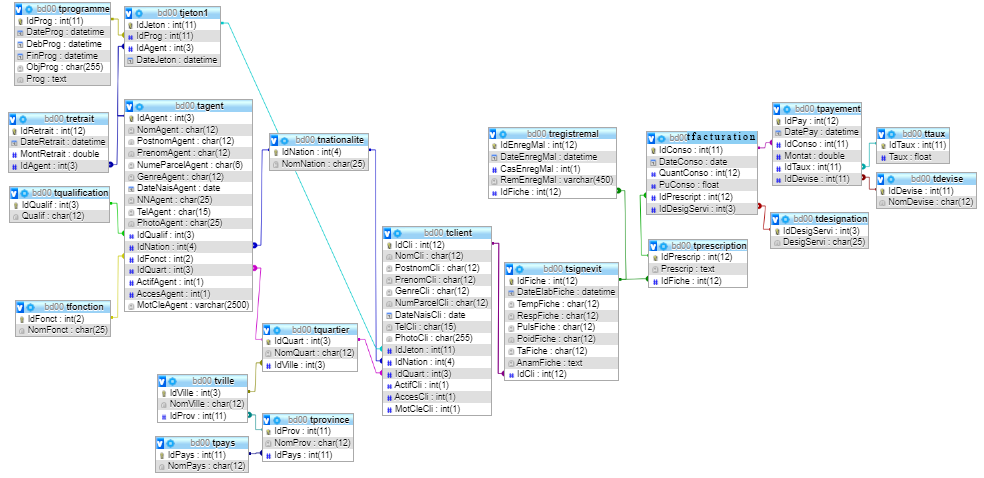 bd00 tprogramme
IdProg : int(11)
DateProg : datetime
DebProg : datetime
FinProg : datetime
ObjProg : char(255)
Prog : text
bd00 tjeton1
IdJeton : int(11)
IdProg : int(11)
IdAgent : int(3)
DateJeton : datetime
bd00 tretrait
IdRetrait : int(12)
DateRetrait : datetime
MontRetrait : double
IdAgent : int(3)
bd00 tqualification
IdQualif : int(3)
Qualif : char(12)
bd00 tfonction
IdFonct : int(2)
NomFonct : char(25)
bd00 tagent
IdAgent : int(3)
NomAgent : char(12)
PostnomAgent : char(12)
PrenomAgent : char(12)
NumeParcelAgent : char(6)
GenreAgent : char(12)
DateNaisAgent : date
NNAgent : char(25)
TelAgent : char(15)
PhotoAgent : char(25)
IdQualif : int(3)
IdNation : int(4)
IdFonct : int(2)
IdQuart : int(3)
ActifAgent : int(1)
AccesAgent : int(1)
MotCleAgent : varchar(2500)
bd00 tnationalite
IdNation : int(4)
NomNation : char(25)
bd00 tquartier
IdQuart : int(3)
NomQuart : char(12)
IdVille : int(3)
bd00 tville
IdVille : int(3)
NomVille : char(12)
IdProv : int(11)
bd00 tpays
IdPays : int(11)
NomPays : char(12)
bd00 tprovince
IdProv : int(11)
NomProv : char(12)
IdPays : int(11)
bd00 tclient
IdCli : int(12)
NomCli : char(12)
PostnomCli : char(12)
PrenomCli : char(12)
GenreCli : char(12)
NumParcelCli : char(12)
DateNaisCli : date
TelCli : char(15)
PhotoCli : char(255)
IdJeton : int(11)
IdNation : int(4)
IdQuart : int(3)
ActifCli : int(1)
AccesCli : int(1)
MotCleCli : int(1)
bd00 tregistremal
IdEnregMal : int(12)
DateEnregMal : datetime
CasEnregMal : int(1)
RemEnregMal : varchar(450)
IdFiche : int(12)
bd00 tsignevit
IdFiche : int(12)
DateElabFiche : datetime
TempFiche : char(12)
RespFiche : char(12)
PulsFiche : char(12)
PoidFiche : char(12)
TaFiche : char(12)
AnamFiche : text
IdCli : int(12)
bd00 tfacturation
IdConso : int(11)
DateConso : date
QuantConso : int(12)
PuConso : float
IdPrescript : int(12)
IdDesigServi : int(3)
bd00 tprescription
IdPrescrip : int(12)
Prescrip : text
IdFiche : int(12)
bd00 tpayement
IdPay : int(12)
DatePay : datetime
IdConso : int(11)
Montat : double
IdTaux : int(11)
IdDevise : int(11)
bd00 tdesignation
IdDesigServi : int(3)
DesigServi : char(25)
bd00 ttaux
IdTaux : int(11)
Taux : float
bd00 tdevise
IdDevise : int(11)
NomDevise : char(12)